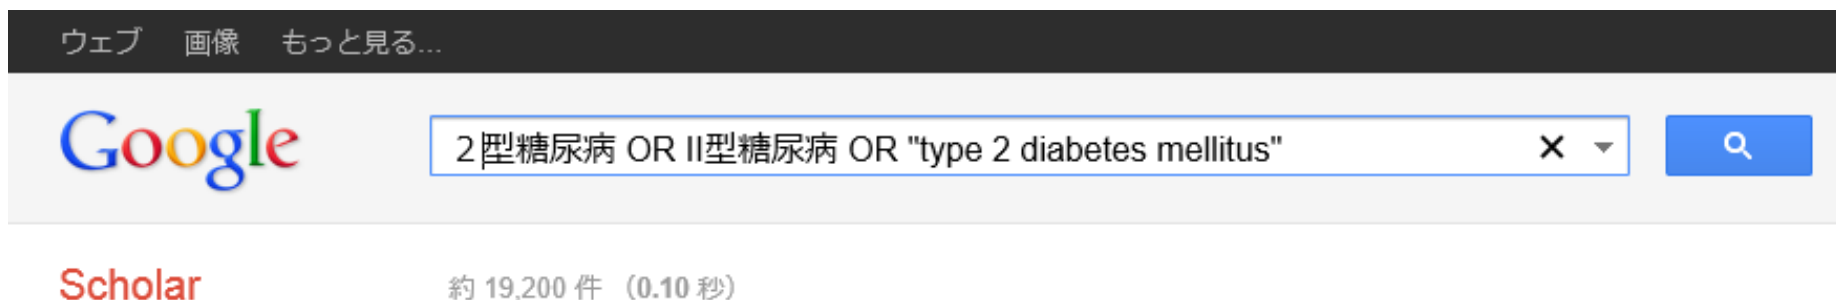 ウェブ 画像 もっと見る...
Google
２型糖尿病 OR II型糖尿病 OR "type 2 diabetes mellitus"
Scholar 約 19,200 件 （0.10 秒）